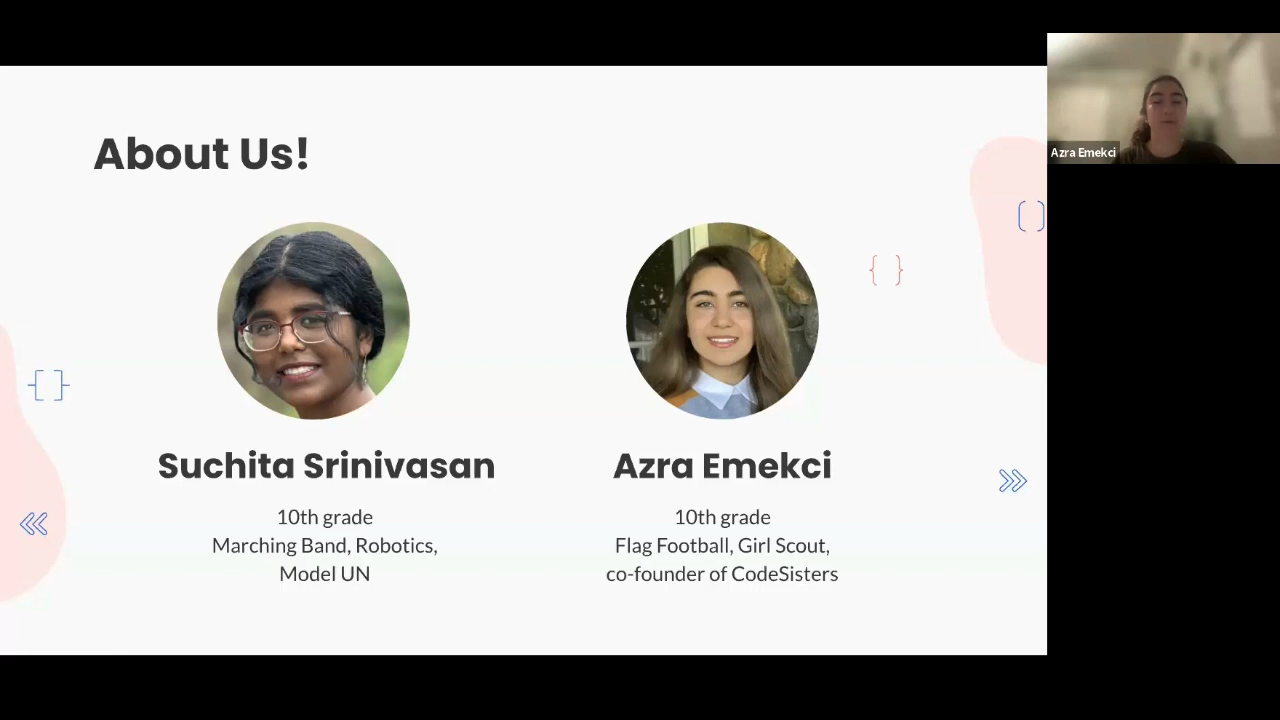 About Us!
Azra Emekci
Suchita Srinivasan
10th grade
Marching Band, Robotics,
Model UN
Azra Emekci
10th grade
Flag Football, Girl Scout,
co-founder of CodeSisters